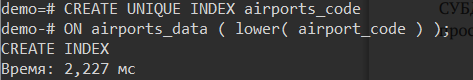 demo=# CREATE UNIQUE INDEX airports_code
demo-# ON airports_data ( lower( airport_code ) );
CREATE INDEX
Время: 2,227 мс